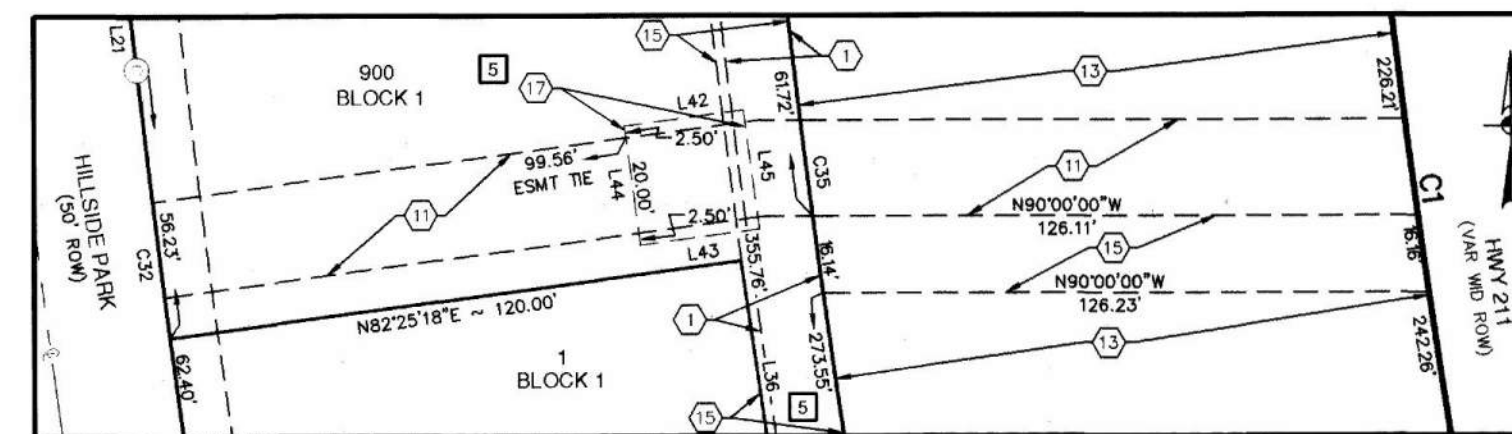 L21
900
BLOCK 1
5
17
15
1
61.72'
13
226.21'
L42
2.50'
99.56'
ESMT TIE
L44
20.00'
L45
C35
11
11
N90°00'00"W
126.11'
C1
HILLSIDE PARK
(50' ROW)
56.23'
C32
2.50'
L43
355.76'
16.14'
15
16.16'
HWY 211
(VAR WID ROW)
N90°00'00"W
126.23'
N82°25'18"E ~ 120.00'
1
13
62.40'
1
BLOCK 1
L36
273.55'
242.26'
15
5